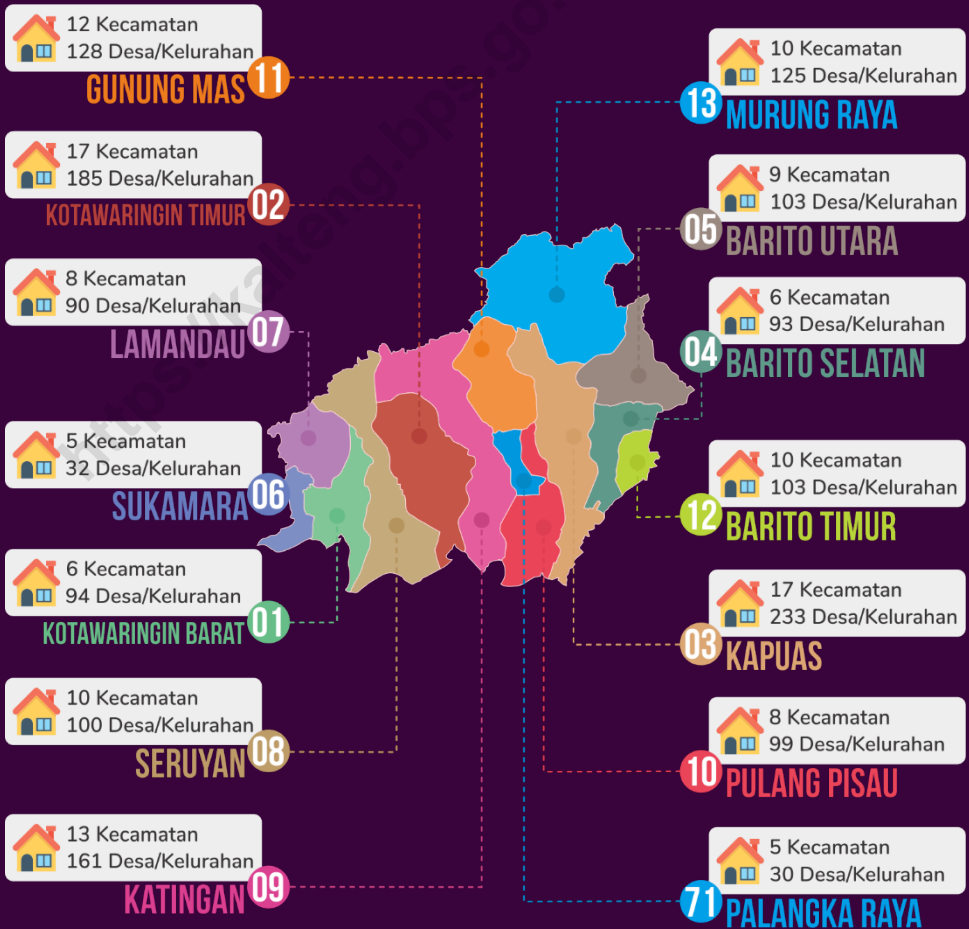 12 Kecamatan
128 Desa/Kelurahan
GUNUNG MAS 11
17 Kecamatan
185 Desa/Kelurahan
KOTAWARINGIN TIMUR 02
8 Kecamatan
90 Desa/Kelurahan
LAMANDAU 07
5 Kecamatan
32 Desa/Kelurahan
SUKAMARA 06
6 Kecamatan
94 Desa/Kelurahan
KOTAWARINGIN BARAT 01
10 Kecamatan
100 Desa/Kelurahan
SERUYAN 08
13 Kecamatan
161 Desa/Kelurahan
KATINGAN 09
10 Kecamatan
125 Desa/Kelurahan
13 MURUNG RAYA
9 Kecamatan
103 Desa/Kelurahan
05 BARITO UTARA
6 Kecamatan
93 Desa/Kelurahan
04 BARITO SELATAN
10 Kecamatan
103 Desa/Kelurahan
12 BARITO TIMUR
17 Kecamatan
233 Desa/Kelurahan
03 KAPUAS
8 Kecamatan
99 Desa/Kelurahan
10 PULANG PISAU
5 Kecamatan
30 Desa/Kelurahan
71 PALANGKA RAYA